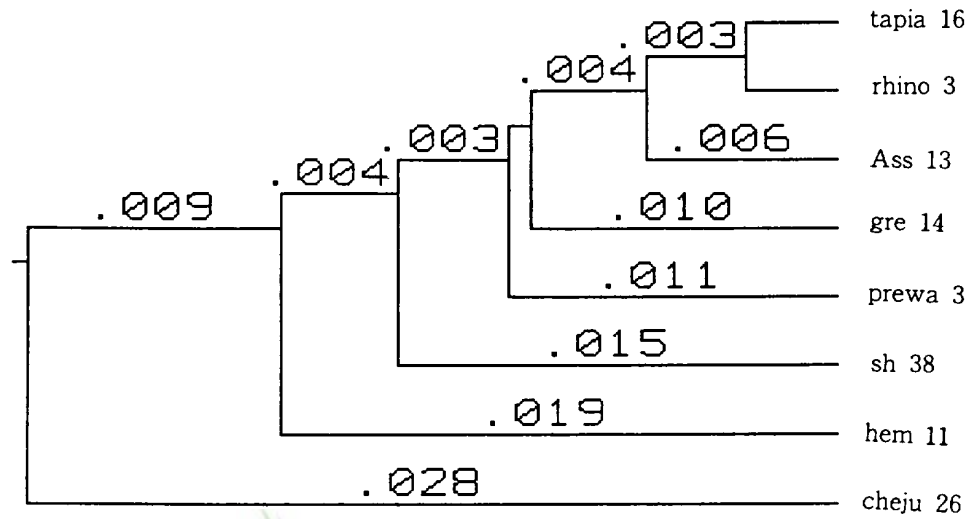 tapia 16
.003
rhino 3
.004
.006
Ass 13
.003
.004
.010
gre 14
.009
.011
prewa 3
.015
sh 38
.019
hem 11
.028
cheju 26